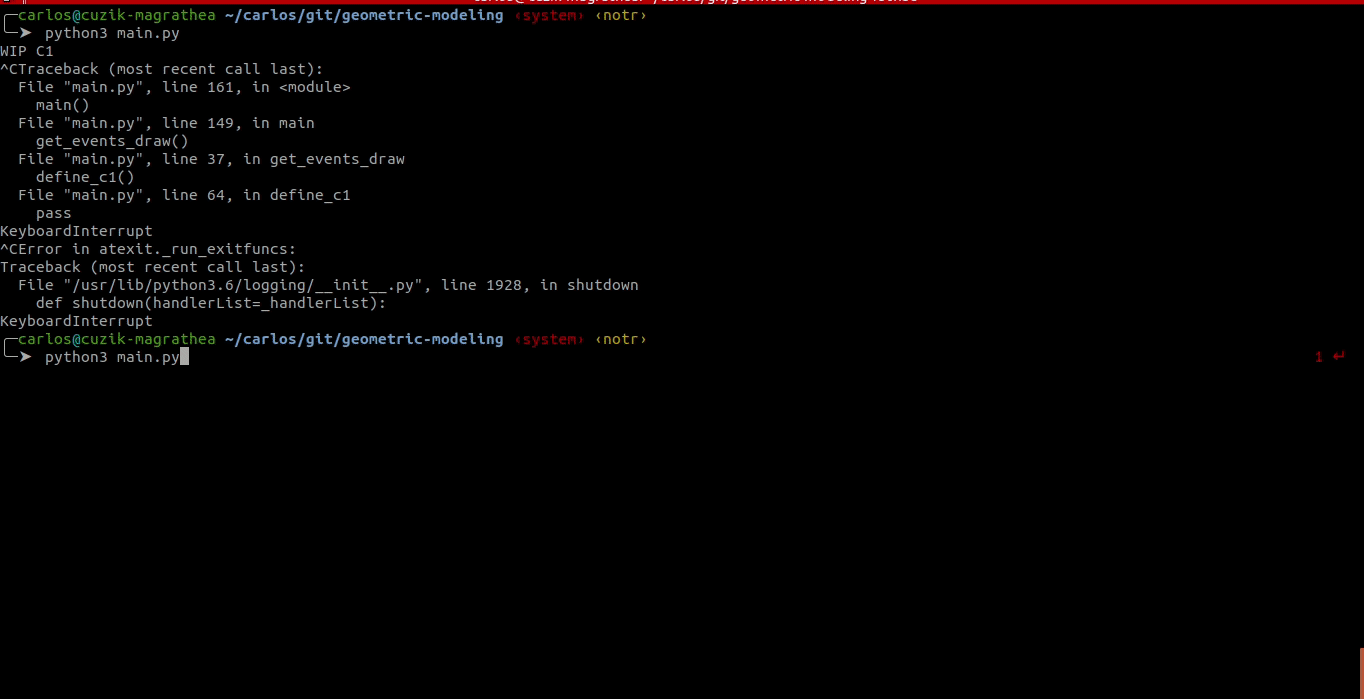 carlos@cuzik-magrathea ~/carlos/git/geometric-modeling ‹system› ‹notr›
➤ python3 main.py
WIP C1
^CTraceback (most recent call last):
File "main.py", line 161, in <module>
main()
File "main.py", line 149, in main
get_events_draw()
File "main.py", line 37, in get_events_draw
define_c1()
File "main.py", line 64, in define_c1
pass
KeyboardInterrupt
^CError in atexit._run_exitfuncs:
Traceback (most recent call last):
File "/usr/lib/python3.6/logging/__init__.py", line 1928, in shutdown
def shutdown(handlerList=_handlerList):
KeyboardInterrupt
carlos@cuzik-magrathea ~/carlos/git/geometric-modeling ‹system› ‹notr›
➤ python3 main.py 1 ↵